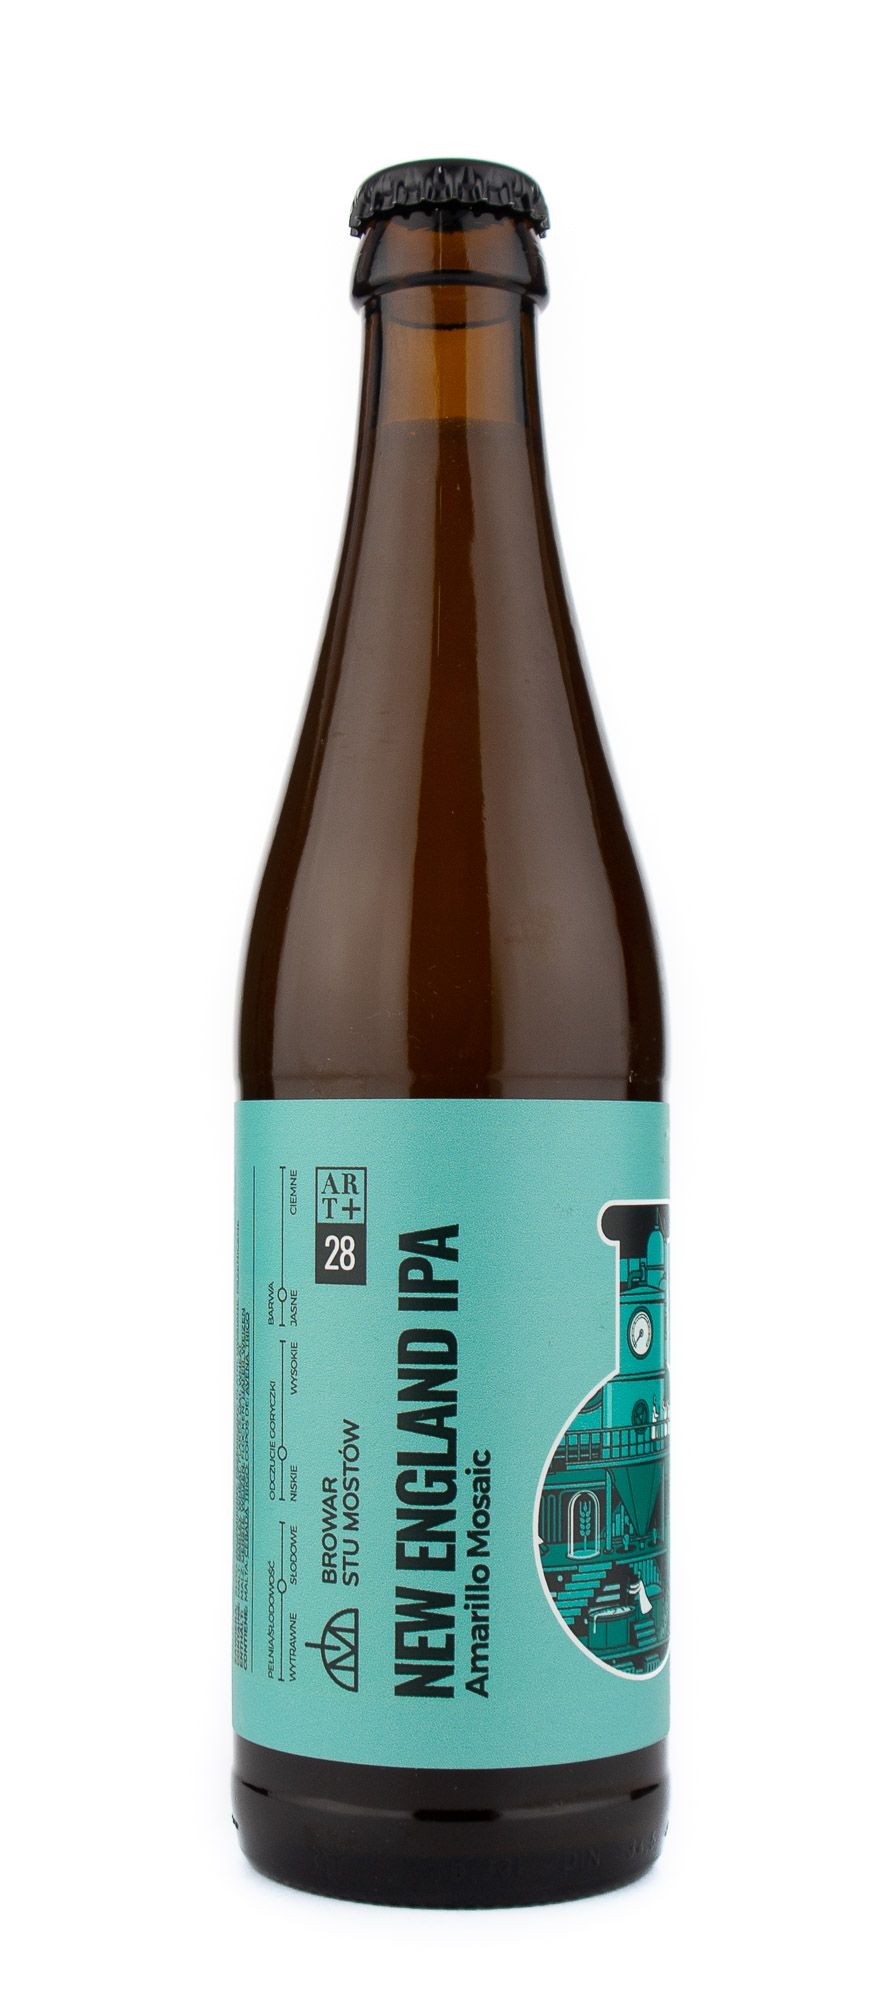 ART+
28
BROWAR
STU MOSTÓW
NEW ENGLAND IPA
Amarillo Mosaic
PEŁNIA/SŁODOWOŚĆ
WYTRAWNE SŁODOWE
ODCZUCIE GORYCZKI
NISKIE WYSOKIE
BARWA
JASNE CIEMNE